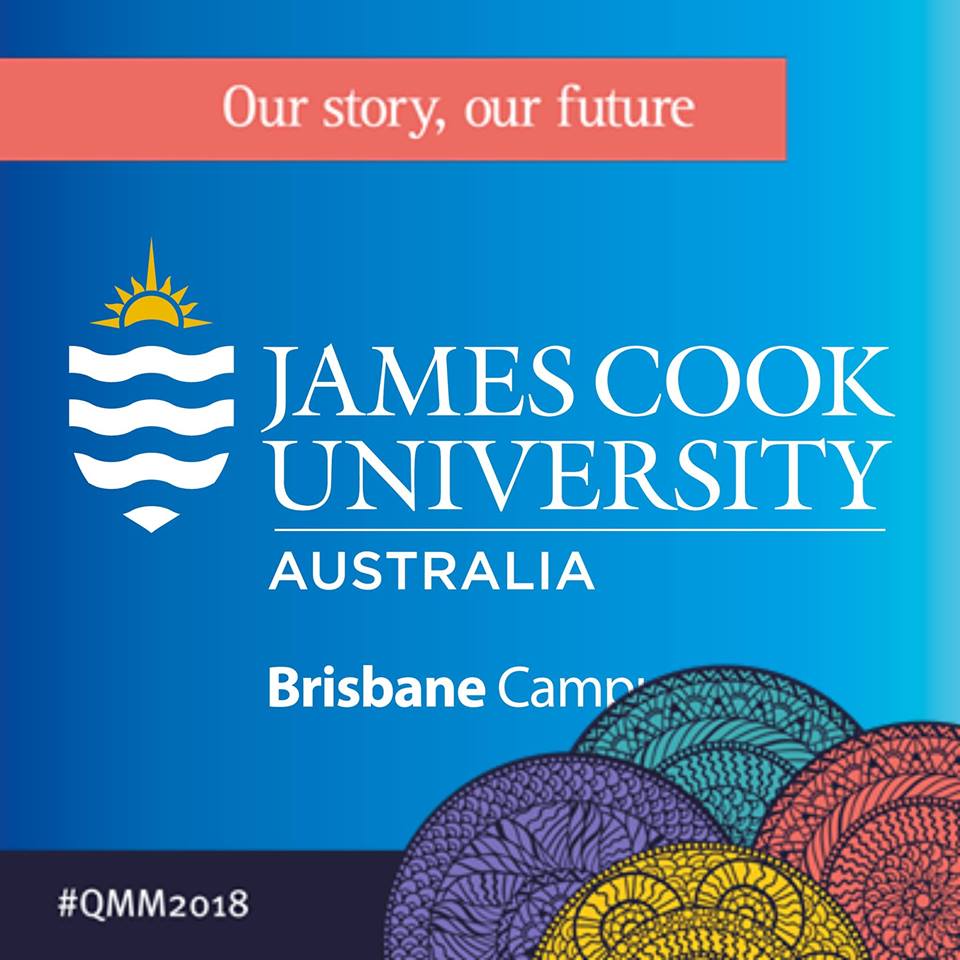 Our story, our future
JAMES COOK
UNIVERSITY
AUSTRALIA
Brisbane
#QMM2018